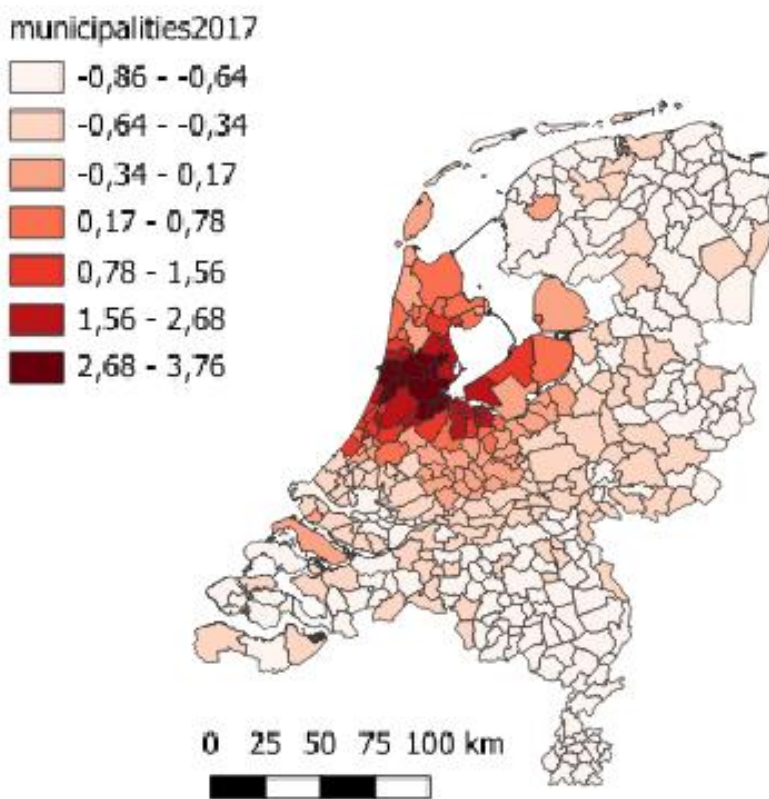 municipalities2017
-0,86 - -0,64
-0,64 - -0,34
-0,34 - 0,17
0,17 - 0,78
0,78 - 1,56
1,56 - 2,68
2,68 - 3,76
0 25 50 75 100 km